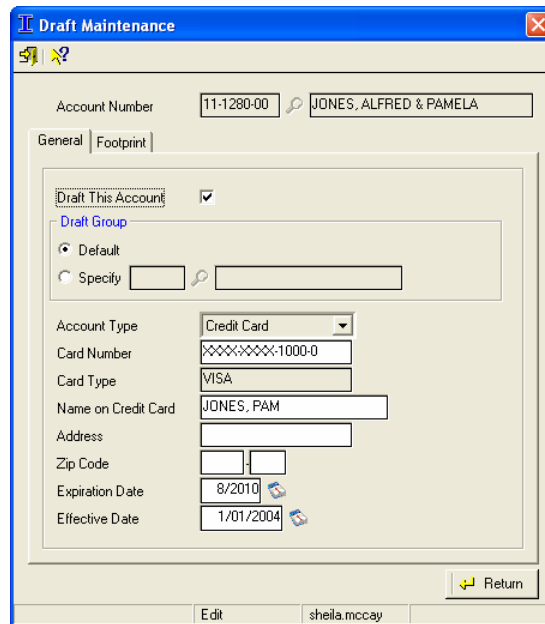 Draft Maintenance
Account Number 11-1280-00 JONES, ALFRED & PAMELA
General Footprint
Draft This Account
Draft Group
Default
Specify
Account Type Credit Card
Card Number XXXX-XXXX-1000-0
Card Type VISA
Name on Credit Card JONES, PAM
Address
Zip Code -
Expiration Date 8/2010
Effective Date 1/01/2004
Return
Edit sheila.mccay